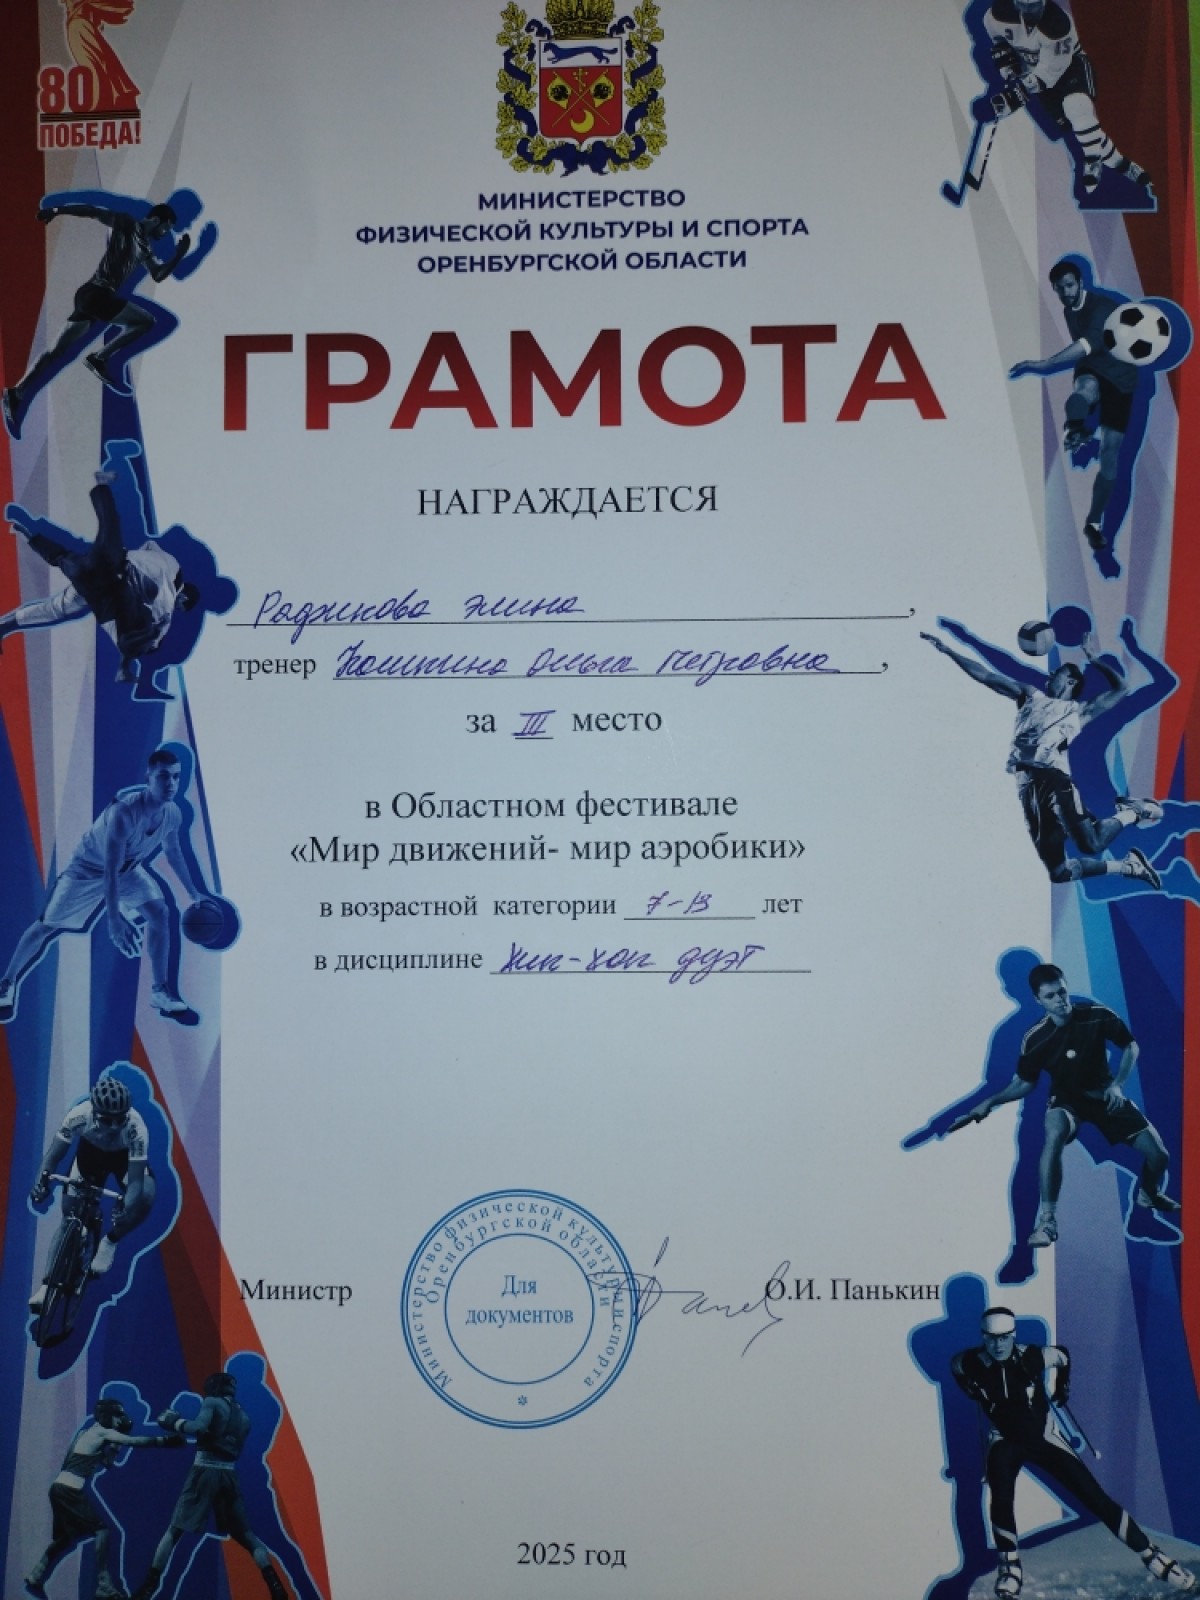 80
ПОБЕДА!
МИНИСТЕРСТВО
ФИЗИЧЕСКОЙ КУЛЬТУРЫ И СПОРТА
ОРЕНБУРГСКОЙ ОБЛАСТИ
ГРАМОТА
НАГРАЖДАЕТСЯ
Раджикова Элина,
тренер Кошкина Ольга Петровна,
за III место
в Областном фестивале
«Мир движений- мир аэробики»
в возрастной категории 7-13 лет
в дисциплине Хип-хоп дуэт
Министерство физической культуры и спорта
Оренбургской области
Для
документов
Министр О.И. Панькин
2025 год